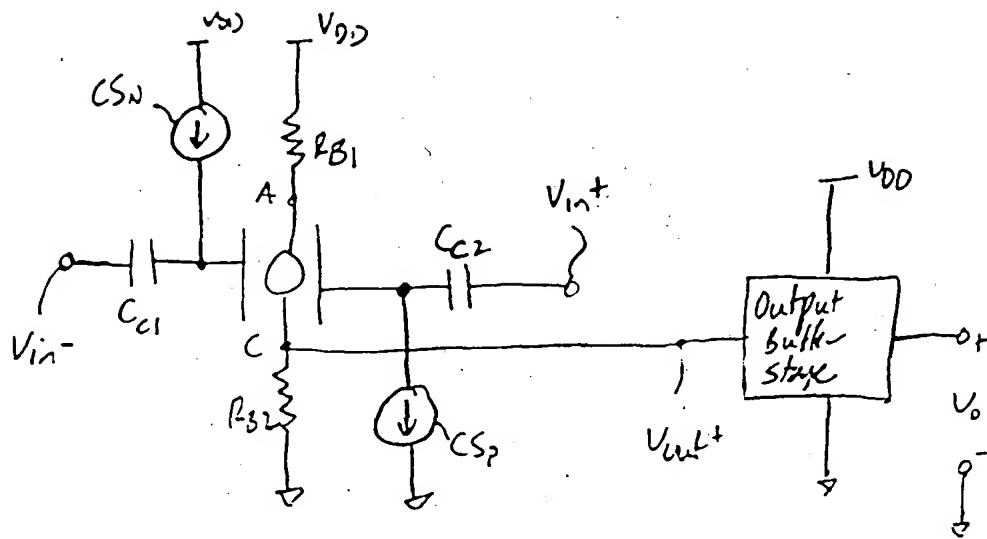 VDD
VDD
CSN
RB1
A
Vin+
CC2
VDD
CC1
Vin-
C
RB2
CSP
Vout+
Output
Buffer
stage
+
Vo
-